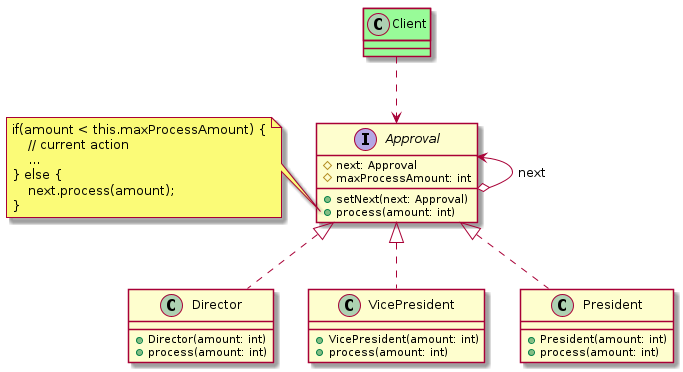 C Client
if(amount < this.maxProcessAmount) {
// current action
...
} else {
next.process(amount);
}
I Approval
next: Approval
maxProcessAmount: int
setNext(next: Approval)
process(amount: int)
next
C Director
Director(amount: int)
process(amount: int)
C VicePresident
VicePresident(amount: int)
process(amount: int)
C President
President(amount: int)
process(amount: int)